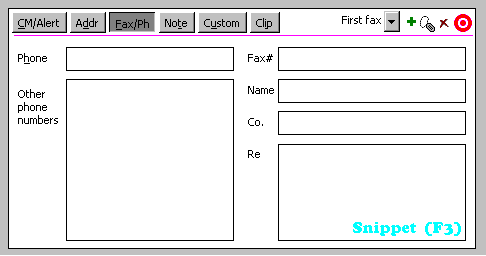 CM/Alert Addr Fax/Ph Note Custom Clip First fax
Phone Fax#
Other phone numbers
Name
Co.
Re
Snippet (F3)